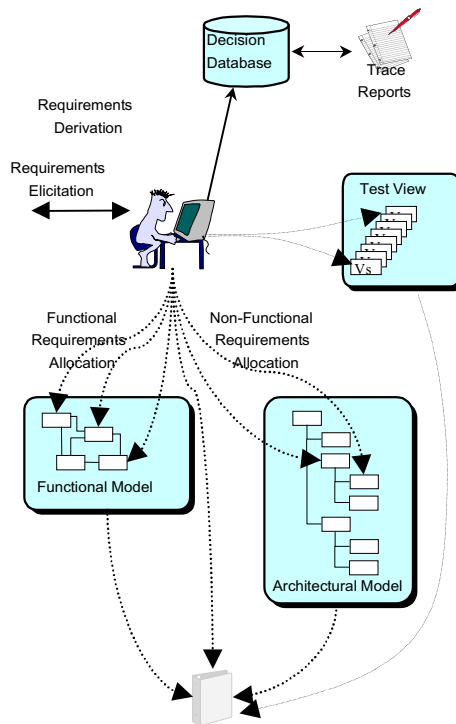 Decision
Database
Trace
Reports
Requirements
Derivation
Requirements
Elicitation
Test View
Vs
Functional
Requirements
Allocation
Non-Functional
Requirements
Allocation
Functional Model
Architectural Model